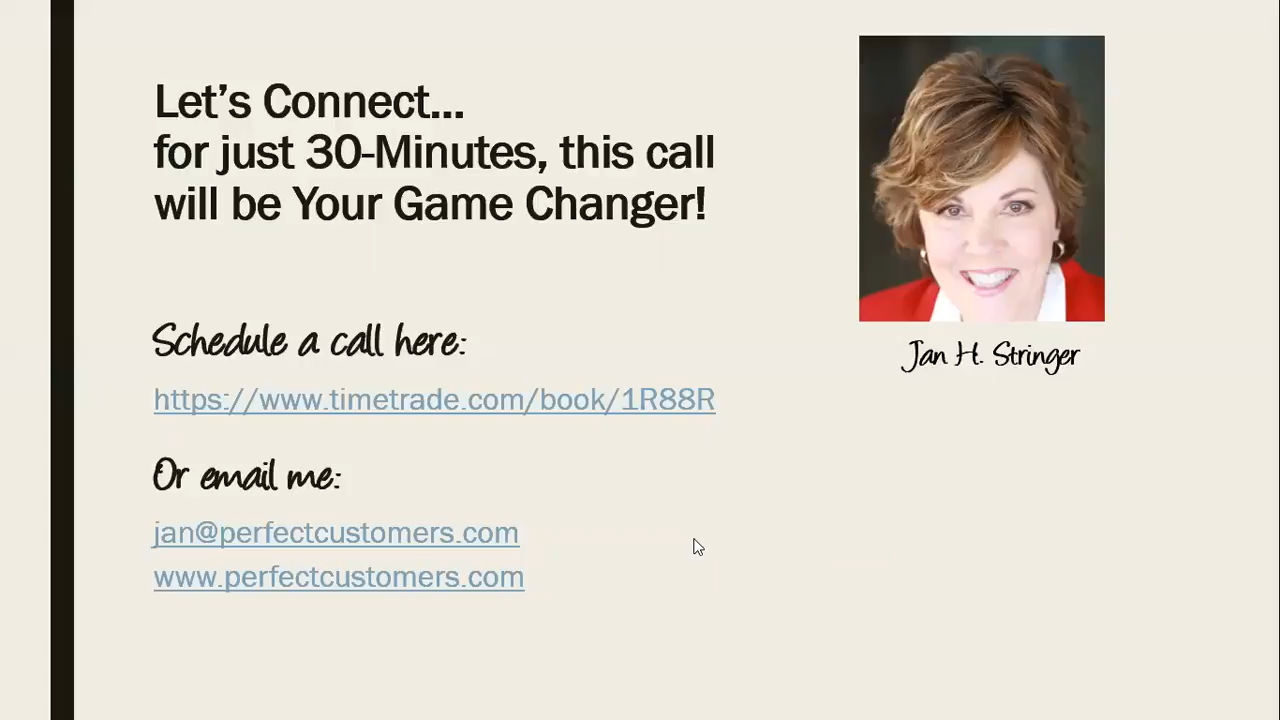 Let's Connect...
for just 30-Minutes, this call
will be Your Game Changer!
Jan H. Stringer
Schedule a call here:
https://www.timetrade.com/book/1R88R
Or email me:
jan@perfectcustomers.com
www.perfectcustomers.com